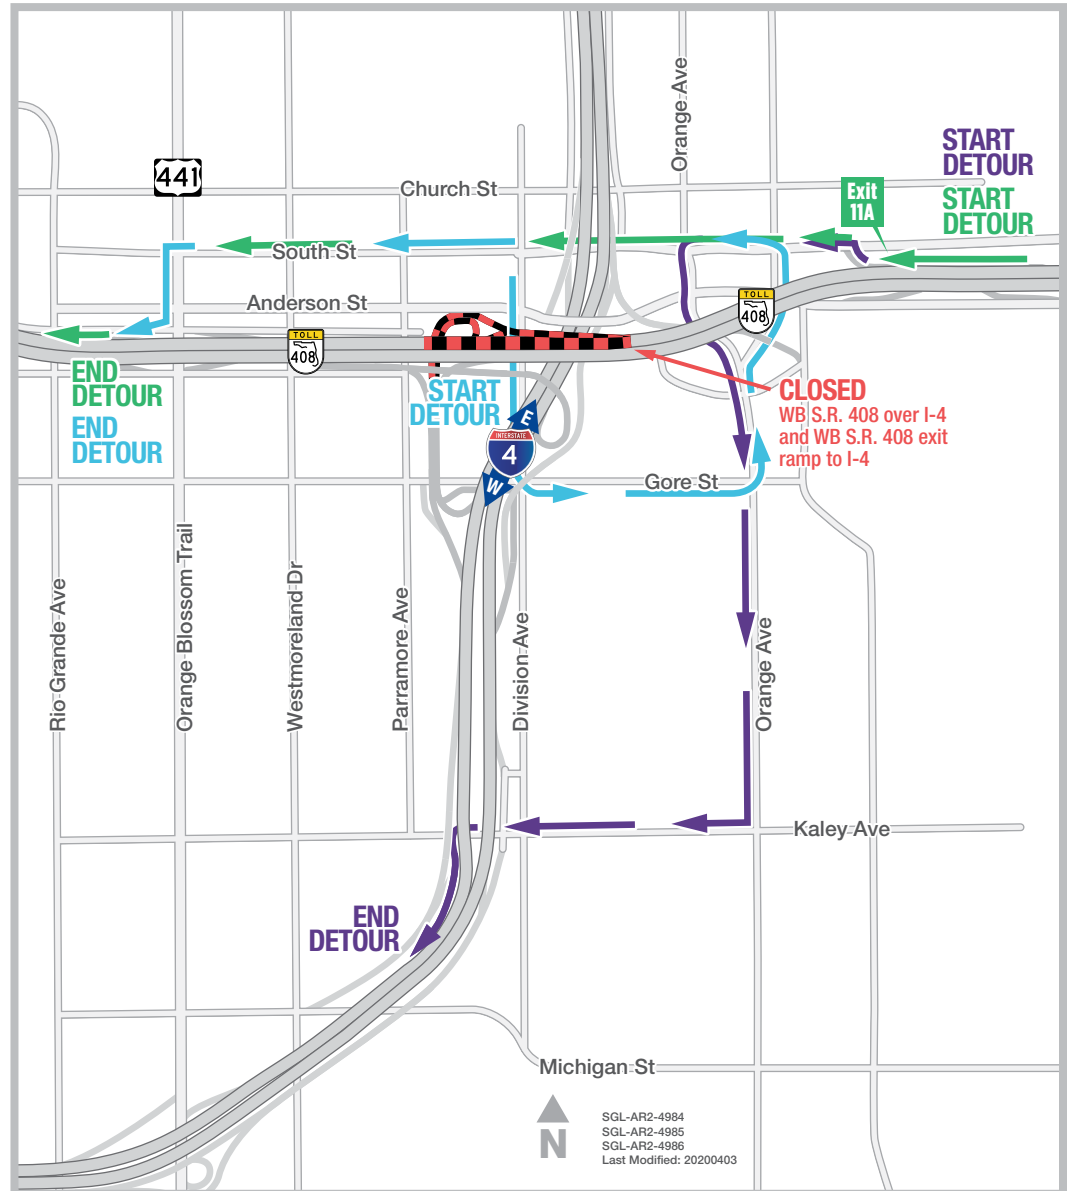 Orange Ave
START
DETOUR
START
DETOUR
Exit
11A
441
Church St
South St
Anderson St
TOLL
408
TOLL
408
END
DETOUR
END
DETOUR
START
DETOUR
E
INTERSTATE
4
W
CLOSED
WB S.R. 408 over I-4
and WB S.R. 408 exit
ramp to I-4
Gore St
Rio Grande Ave
Orange Blossom Trail
Westmoreland Dr
Parramore Ave
Division Ave
Orange Ave
Kaley Ave
END
DETOUR
Michigan St
N
SGL-AR2-4984
SGL-AR2-4985
SGL-AR2-4986
Last Modified: 20200403